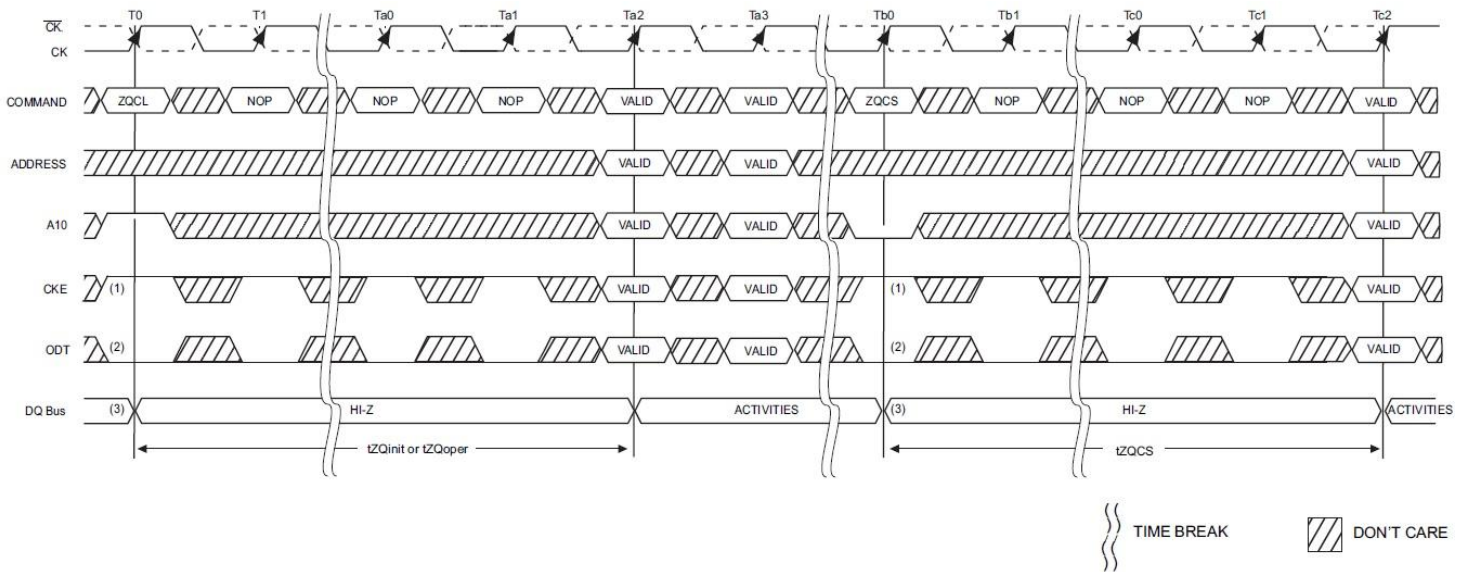 T0 T1 Ta0 Ta1 Ta2 Ta3 Tb0 Tb1 Tc0 Tc1 Tc2
CK
CK
COMMAND ZQCL NOP NOP NOP VALID VALID ZQCS NOP NOP NOP VALID
ADDRESS VALID VALID VALID
A10 VALID VALID VALID
CKE (1) VALID VALID (1) VALID
ODT (2) VALID VALID (2) VALID
DQ Bus (3) HI-Z ACTIVITIES (3) HI-Z ACTIVITIES
tZQinit or tZQoper tZQCS
TIME BREAK DON'T CARE